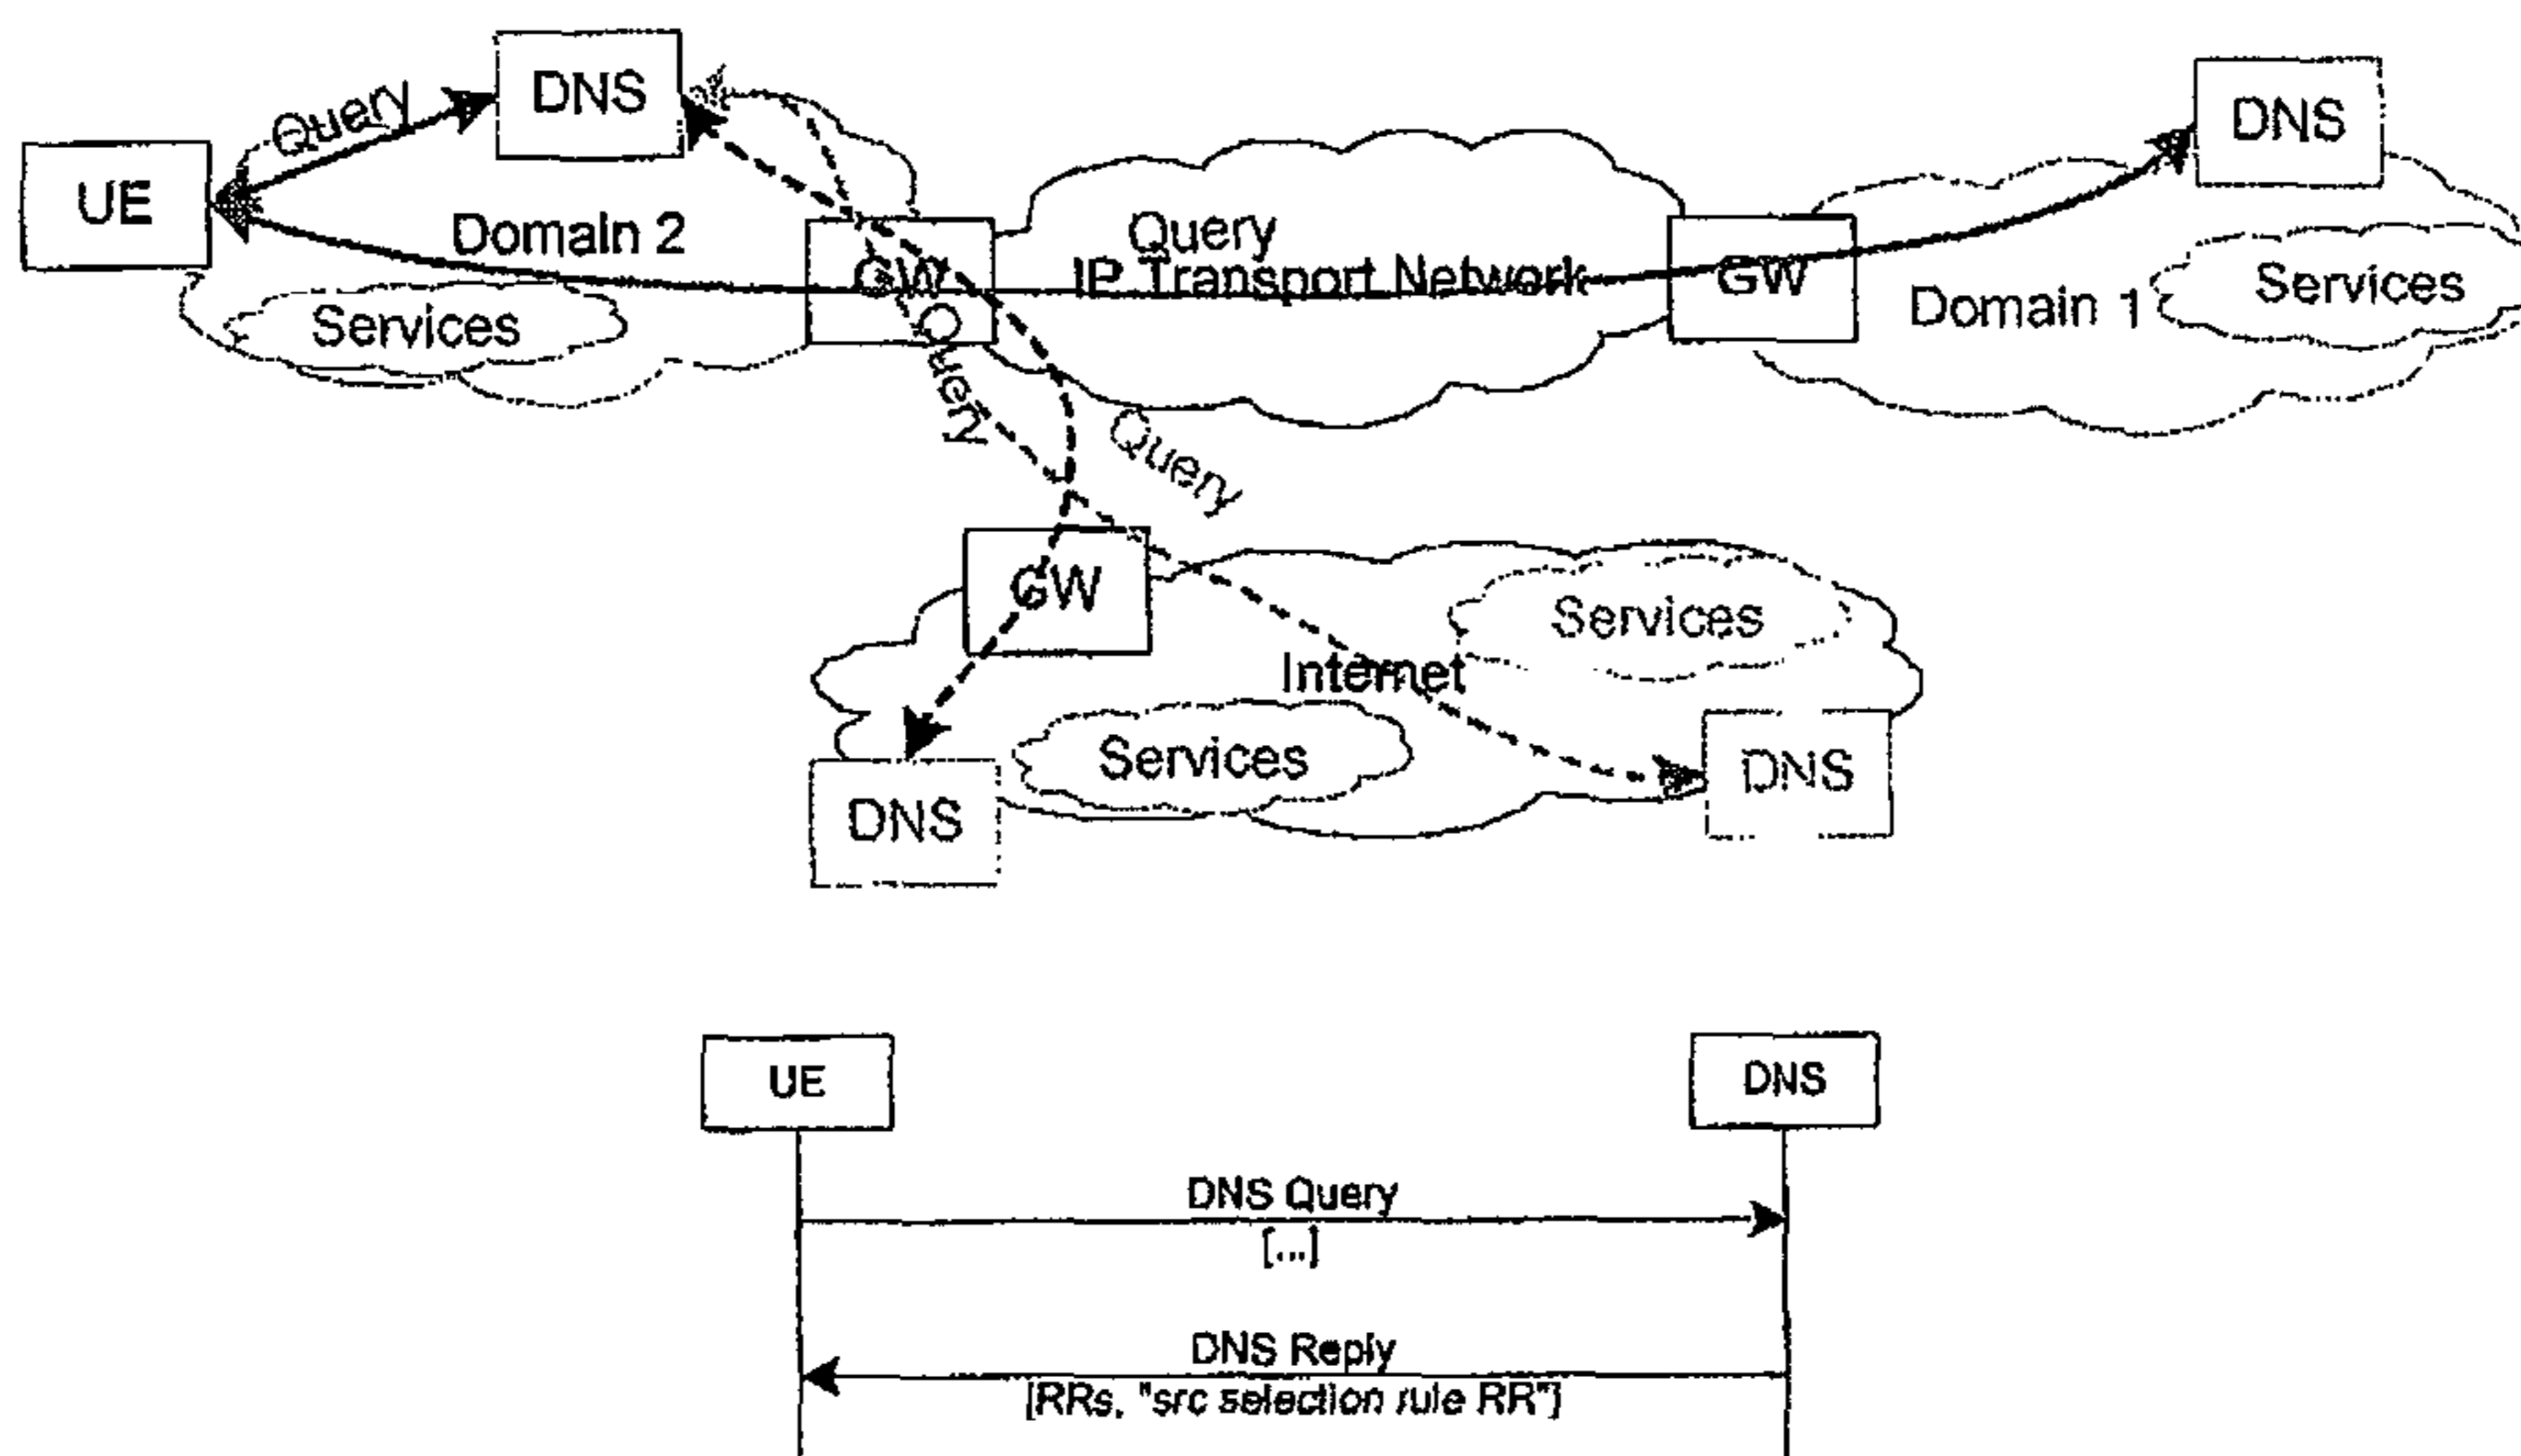 DNS
DNS
Query
UE
Domain 2
Query
GW
IP Transport Network
GW
Domain 1
Services
Services
Query
Query
GW
Services
Internet
Services
DNS
DNS
UE
DNS
DNS Query
[...]
DNS Reply
[RRs, "src selection rule RR"]